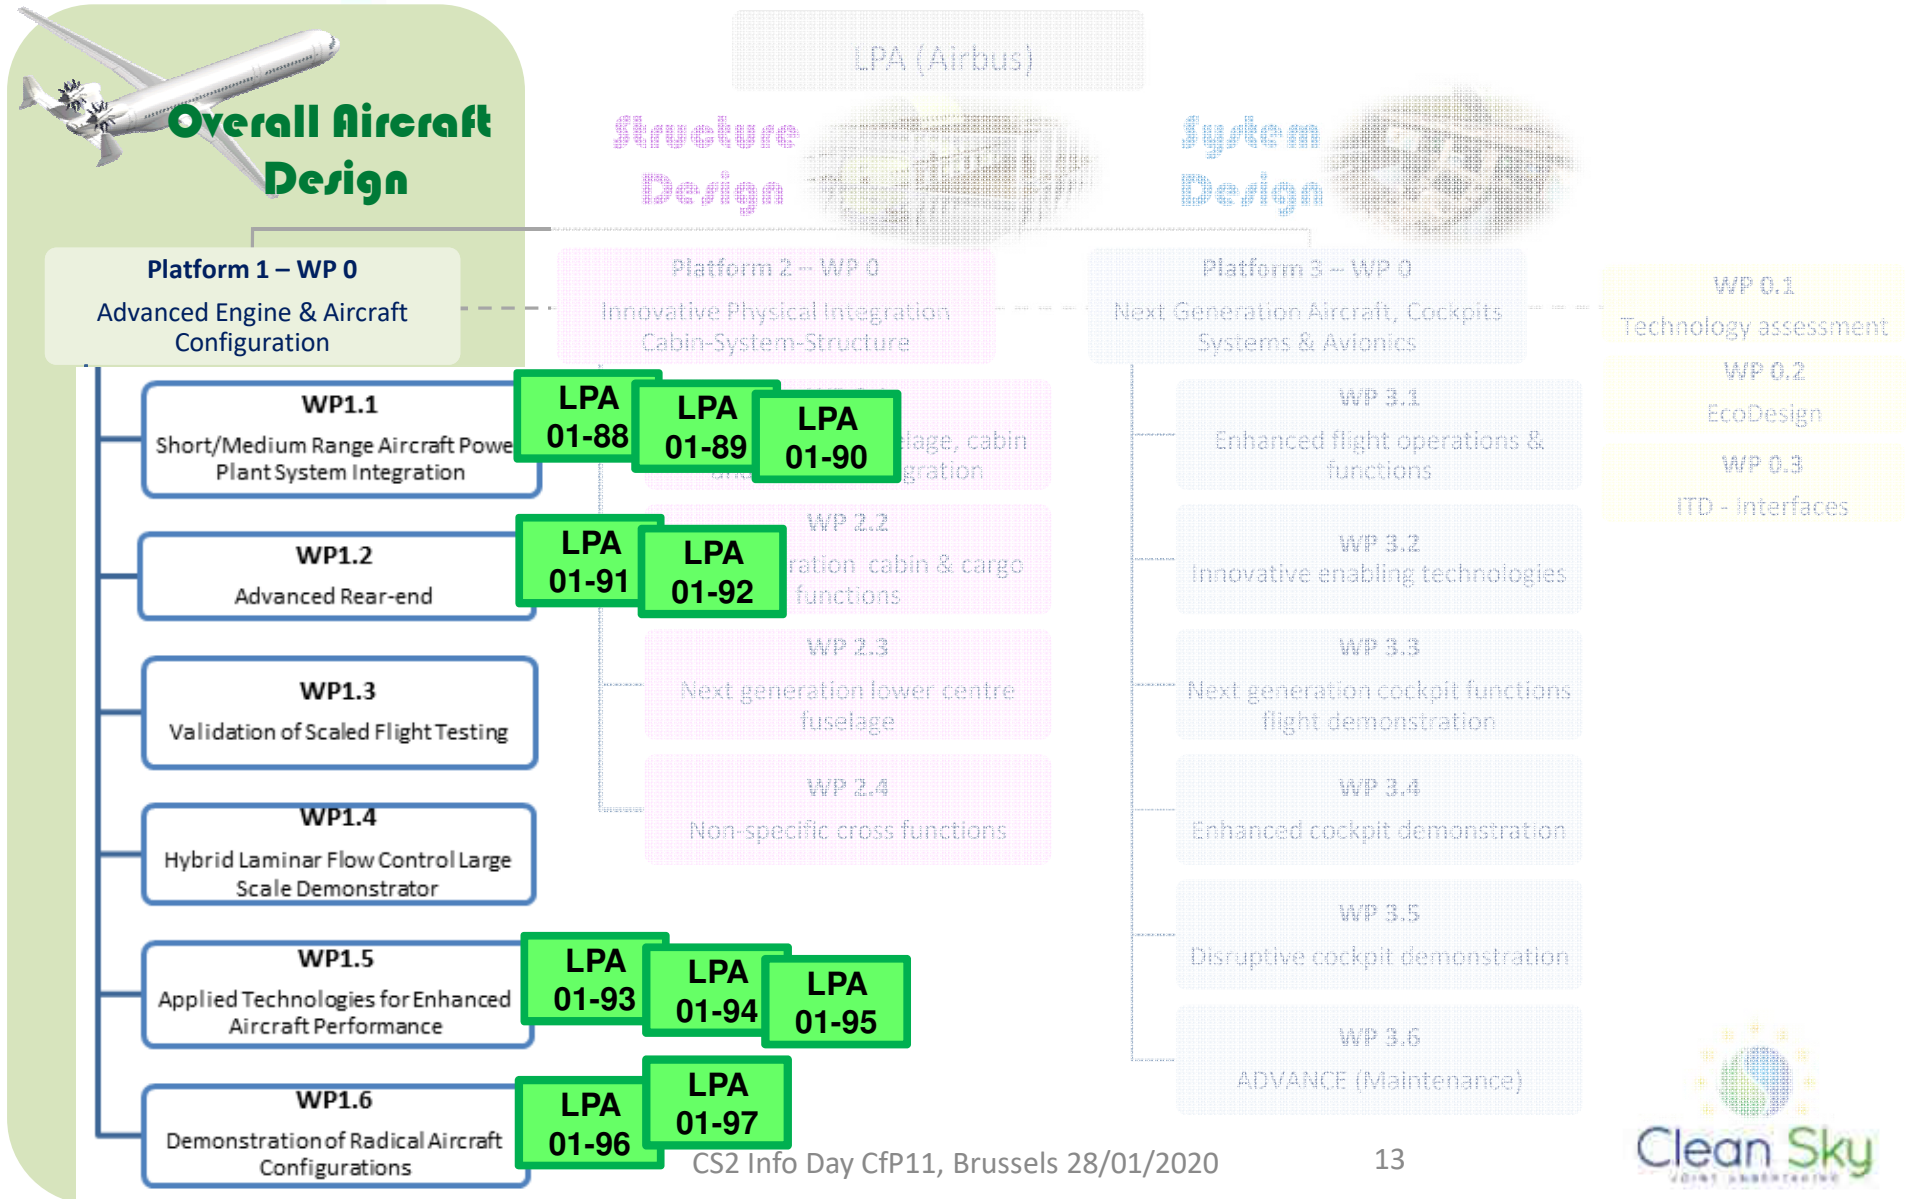 LPA (Airbus)
Overall Aircraft
Design
Structure
Design
System
Design
Platform 1 – WP 0
Advanced Engine & Aircraft
Configuration
Platform 2 – WP 0
Innovative Physical Integration
Cabin-System-Structure
Platform 3 – WP 0
Next Generation Aircraft, Cockpits
Systems & Avionics
WP 0.1
Technology assessment
WP 0.2
EcoDesign
WP 0.3
ITD - Interfaces
WP1.1
Short/Medium Range Aircraft Powe
Plant System Integration
LPA
01-88
LPA
01-89
LPA
01-90
elage, cabin
gration
WP1.2
Advanced Rear-end
LPA
01-91
LPA
01-92
WP 2.2
ration cabin & cargo
functions
WP1.3
Validation of Scaled Flight Testing
WP 2.3
Next generation lower centre
fuselage
WP1.4
Hybrid Laminar Flow Control Large
Scale Demonstrator
WP 2.4
Non-specific cross functions
WP1.5
Applied Technologies for Enhanced
Aircraft Performance
LPA
01-93
LPA
01-94
LPA
01-95
WP1.6
Demonstration of Radical Aircraft
Configurations
LPA
01-96
LPA
01-97
WP 3.1
Enhanced flight operations &
functions
WP 3.2
Innovative enabling technologies
WP 3.3
Next generation cockpit functions
flight demonstration
WP 3.4
Enhanced cockpit demonstration
WP 3.5
Disruptive cockpit demonstration
WP 3.6
ADVANCE (Maintenance)
CS2 Info Day CfP11, Brussels 28/01/2020
13
Clean Sky
JOINT UNDERTAKING